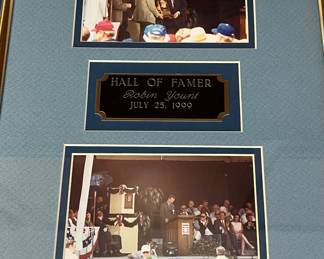 HALL OF FAMER
Robin Yount
JULY 25, 1999